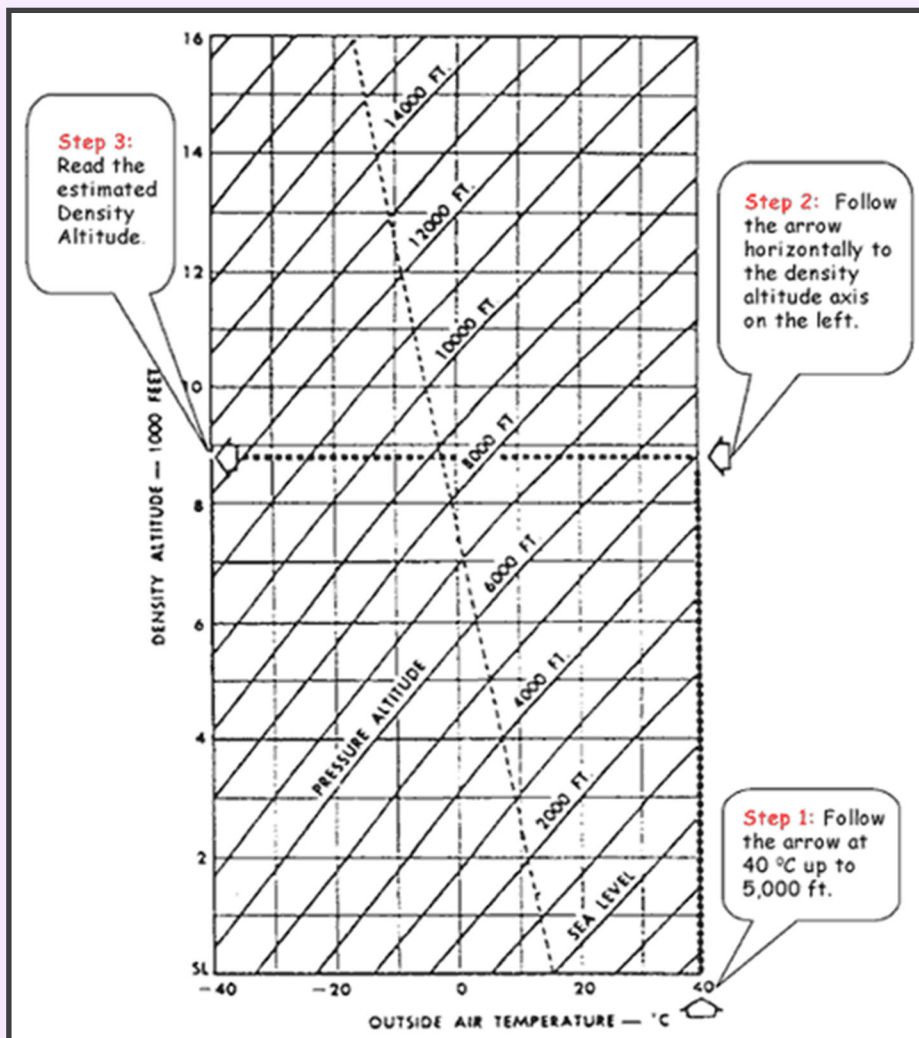 16
14
12
10
8
6
4
2
SL
DENSITY ALTITUDE — 1000 FEET
-40
-20
0
20
40
OUTSIDE AIR TEMPERATURE — °C
14000 FT.
12000 FT.
10000 FT.
8000 FT.
6000 FT.
4000 FT.
2000 FT.
SEA LEVEL
PRESSURE ALTITUDE
Step 3:
Read the
estimated
Density
Altitude.
Step 2: Follow
the arrow
horizontally to
the density
altitude axis
on the left.
Step 1: Follow
the arrow at
40 °C up to
5,000 ft.